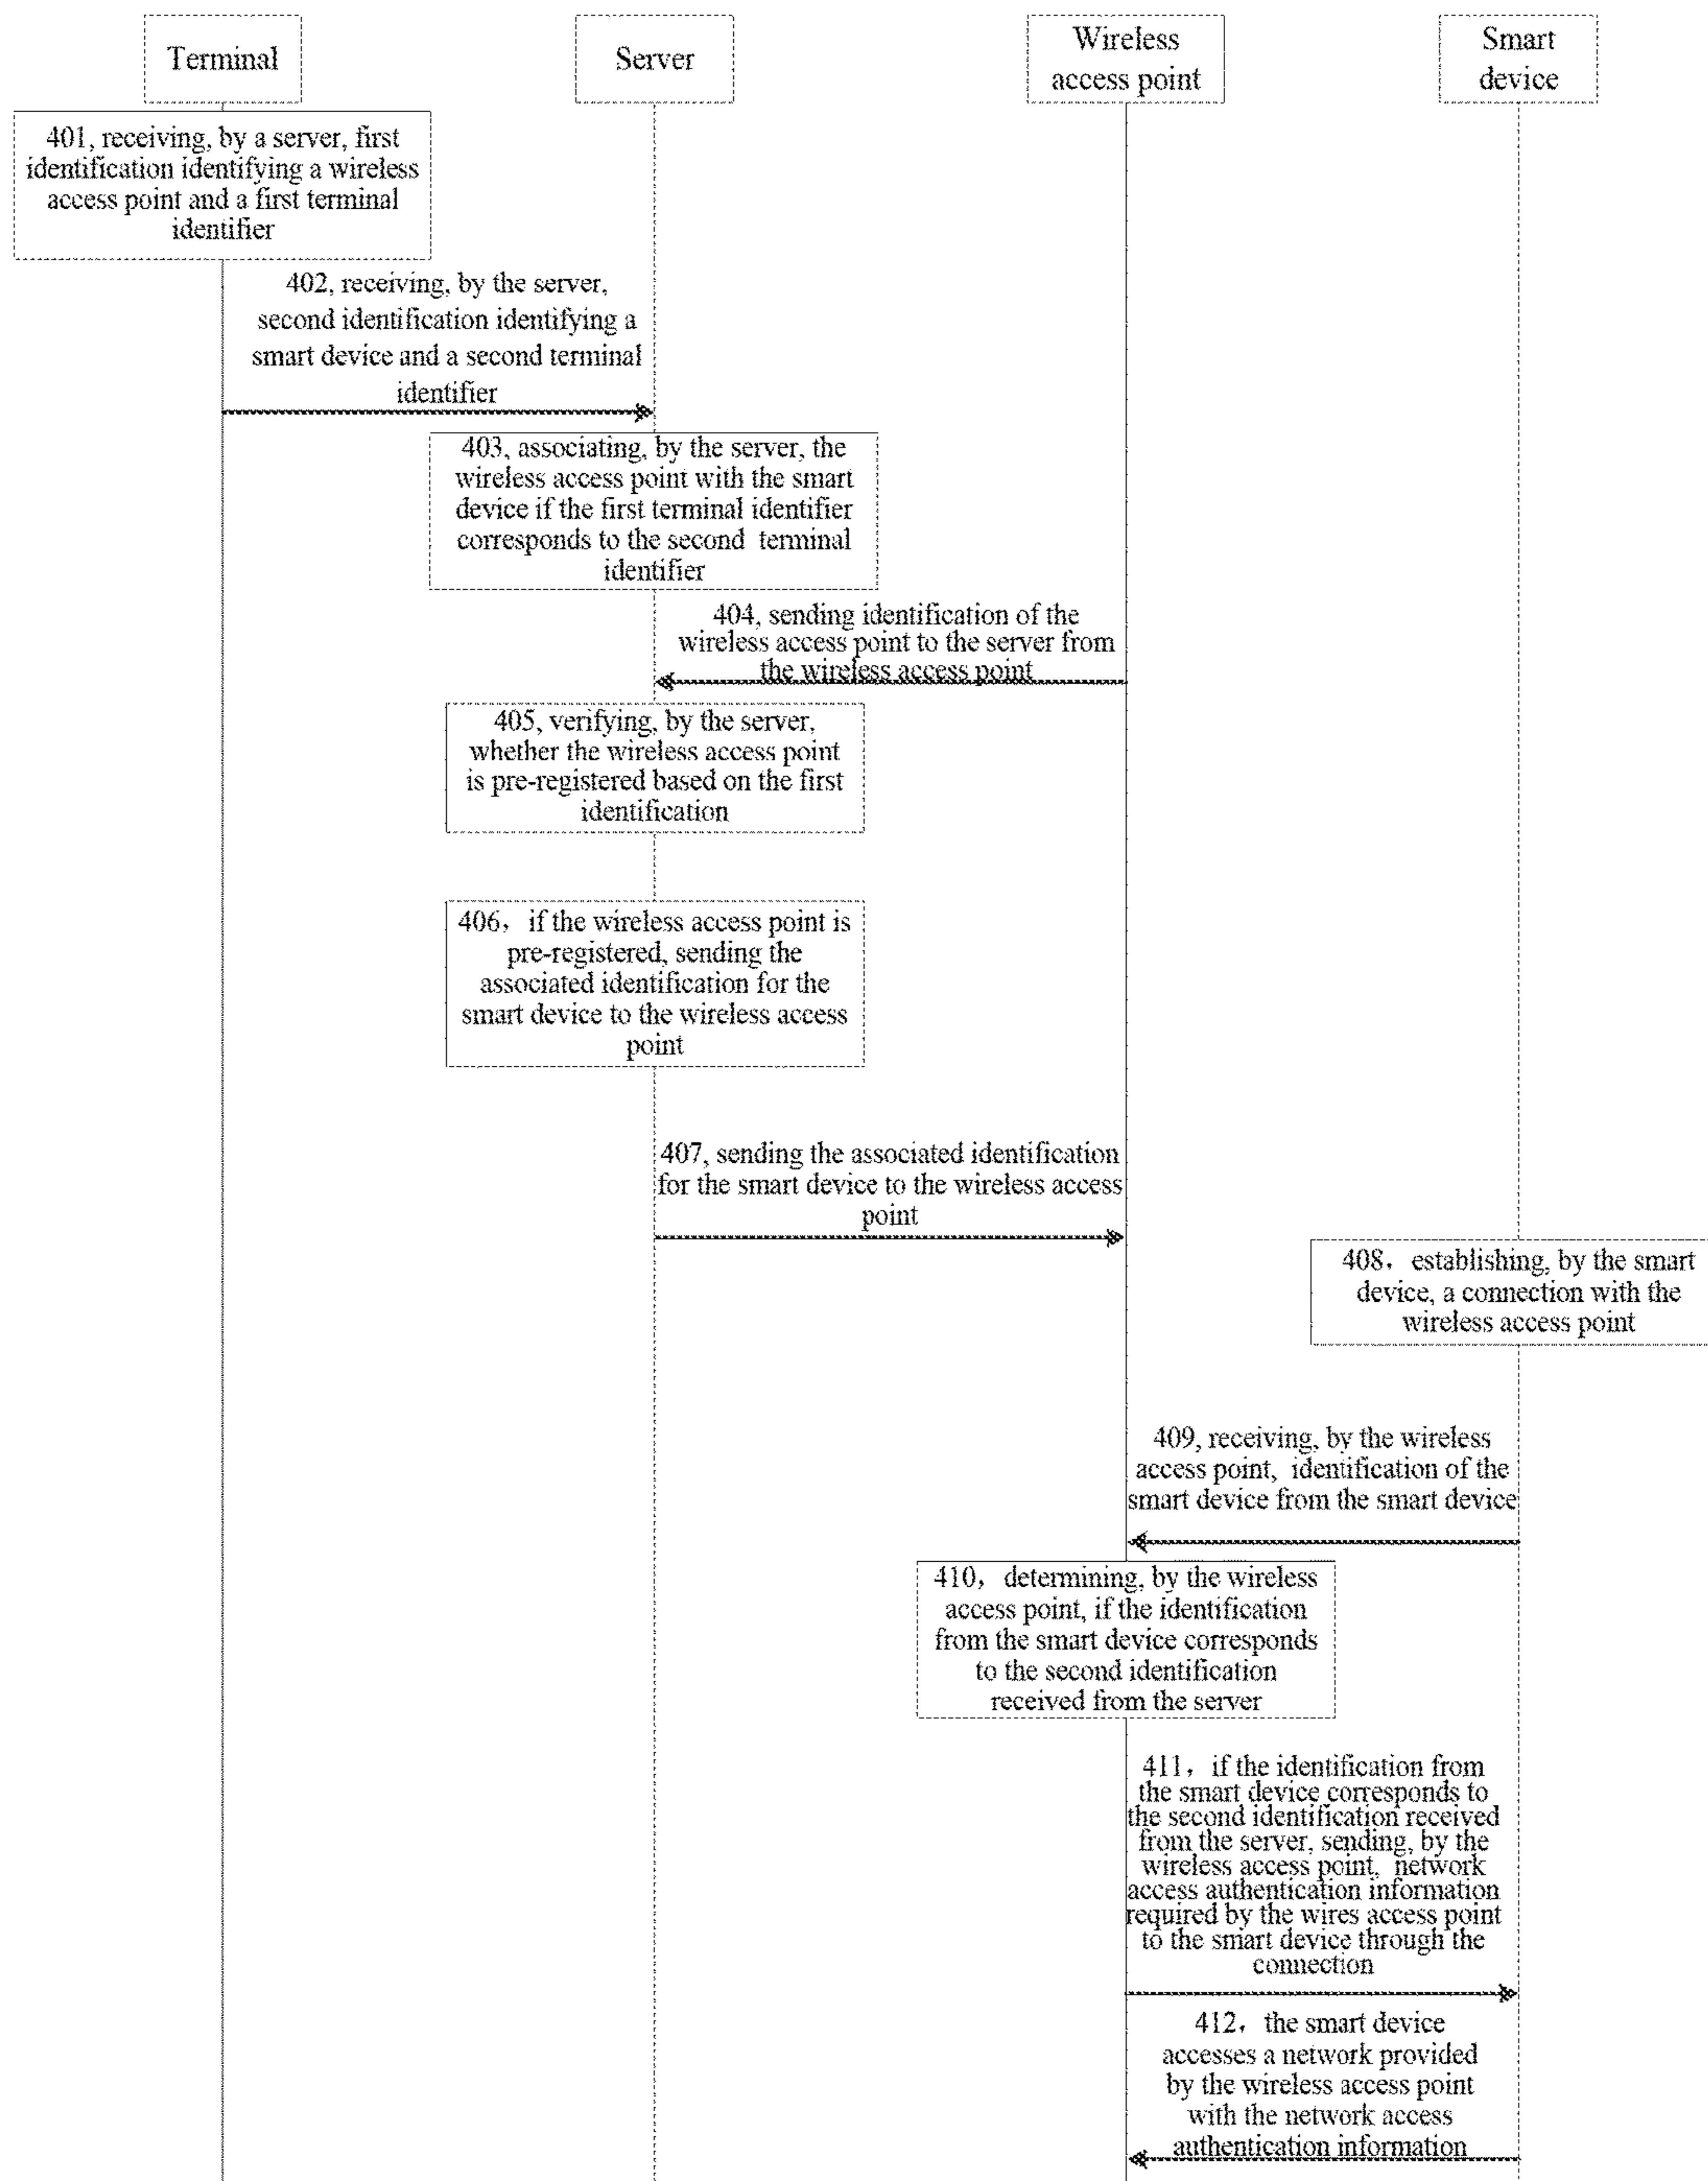 Terminal
Server
Wireless
access point
Smart
device
401, receiving, by a server, first
identification identifying a wireless
access point and a first terminal
identifier
402, receiving, by the server,
second identification identifying a
smart device and a second terminal
identifier
403, associating, by the server, the
wireless access point with the smart
device if the first terminal identifier
corresponds to the second terminal
identifier
404, sending identification of the
wireless access point to the server from
the wireless access point
405, verifying, by the server,
whether the wireless access point
is pre-registered based on the first
identification
406, if the wireless access point is
pre-registered, sending the
associated identification for the
smart device to the wireless access
point
407, sending the associated identification
for the smart device to the wireless access
point
408, establishing, by the smart
device, a connection with the
wireless access point
409, receiving, by the wireless
access point, identification of the
smart device from the smart device
410, determining, by the wireless
access point, if the identification
from the smart device corresponds
to the second identification
received from the server
411, if the identification from
the smart device corresponds to
the second identification received
from the server, sending, by the
wireless access point, network
access authentication information
required by the wires access point
to the smart device through the
connection
412, the smart device
accesses a network provided
by the wireless access point
with the network access
authentication information